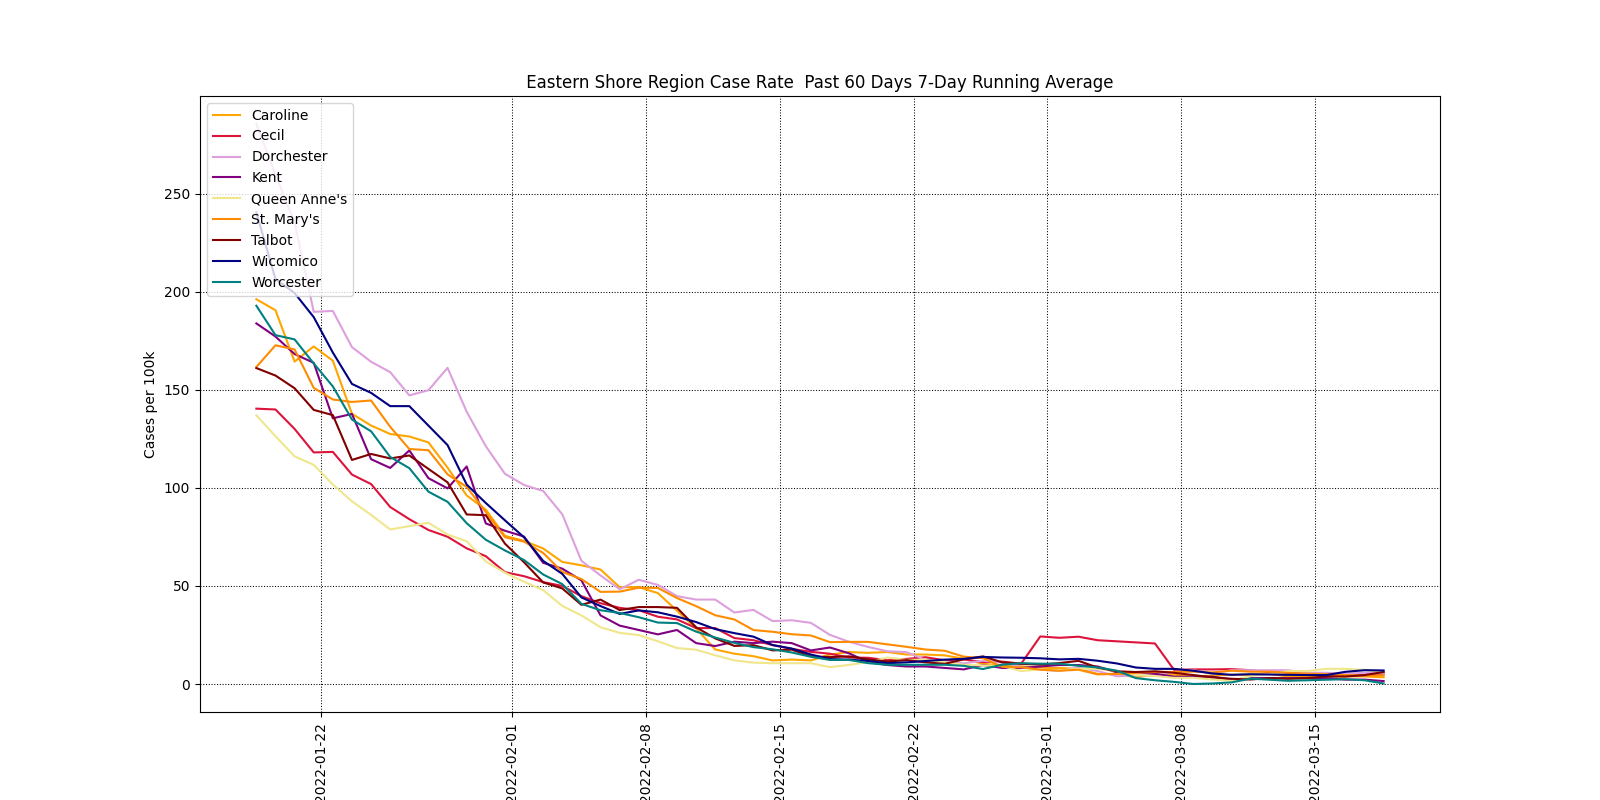 Eastern Shore Region Case Rate  Past 60 Days 7-Day Running Average
Caroline
Cecil
Dorchester
Kent
Queen Anne's
St. Mary's
Talbot
Wicomico
Worcester
Cases per 100k
250
200
150
100
50
0
2022-01-22
2022-02-01
2022-02-08
2022-02-15
2022-02-22
2022-03-01
2022-03-08
2022-03-15